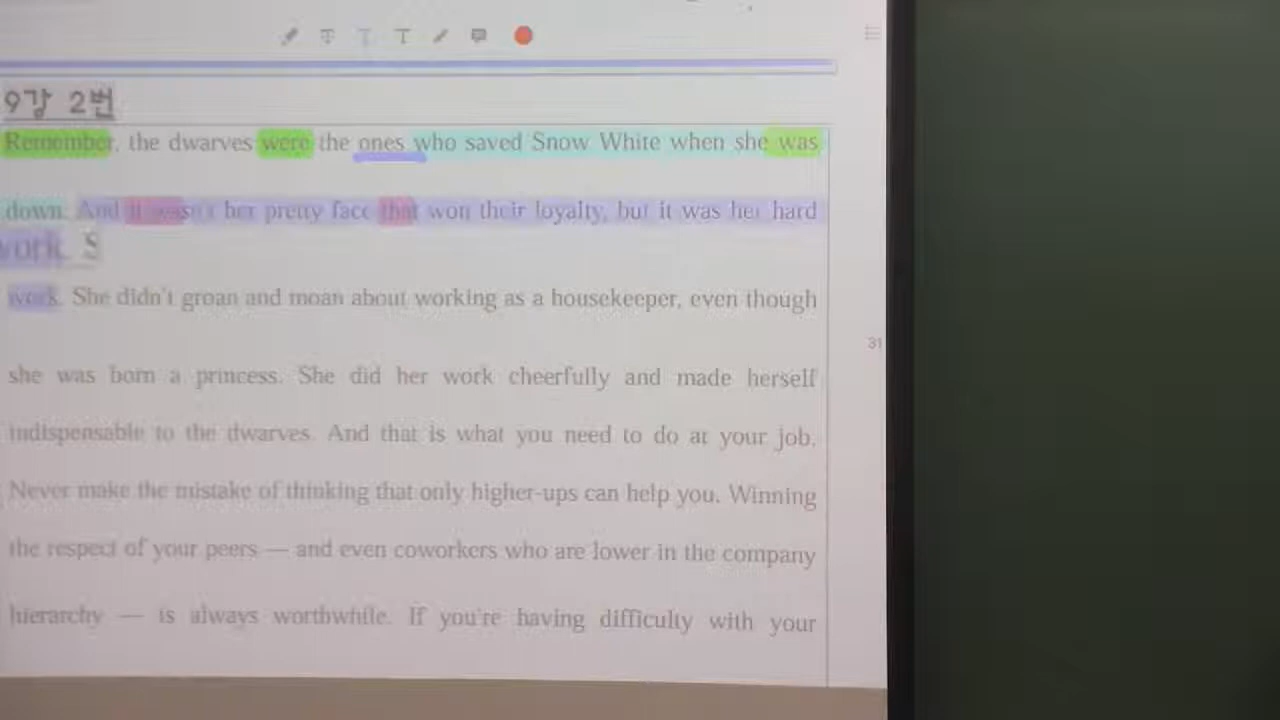 9강 2번
Remember, the dwarves were the ones who saved Snow White when she was
down. And it wasn't her pretty face that won their loyalty, but it was her hard
work. S
work. She didn't groan and moan about working as a housekeeper, even though
31
she was born a princess. She did her work cheerfully and made herself
indispensable to the dwarves. And that is what you need to do at your job.
Never make the mistake of thinking that only higher-ups can help you. Winning
the respect of your peers — and even coworkers who are lower in the company
hierarchy — is always worthwhile. If you're having difficulty with your